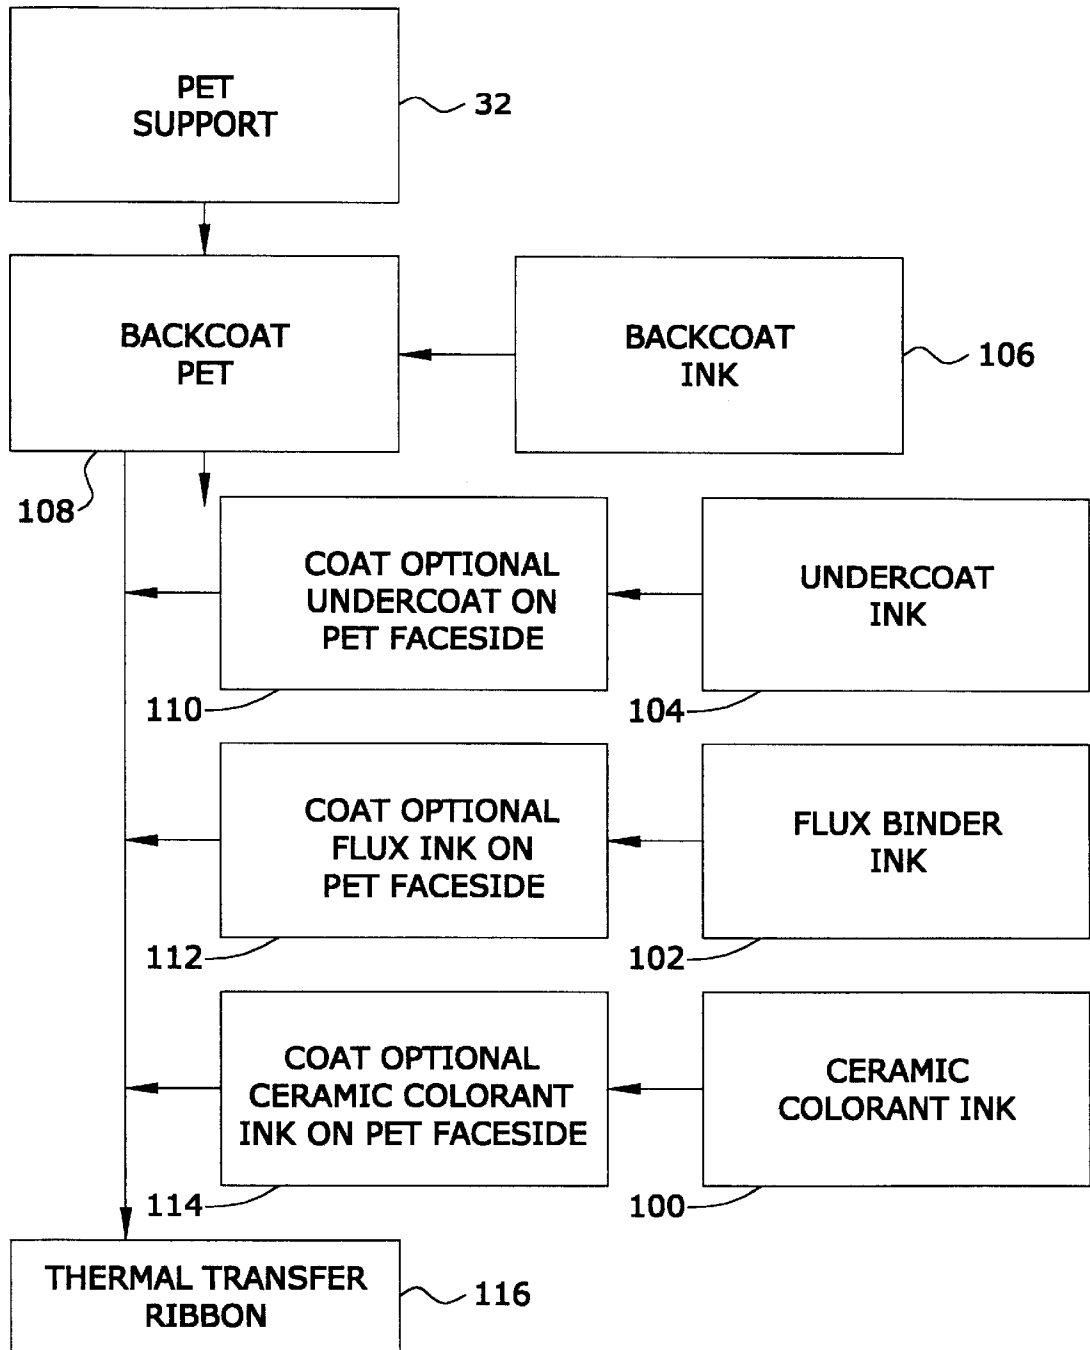 PET
SUPPORT
32
BACKCOAT
PET
BACKCOAT
INK
106
108
COAT OPTIONAL
UNDERCOAT ON
PET FACESIDE
UNDERCOAT
INK
110
104
COAT OPTIONAL
FLUX INK ON
PET FACESIDE
FLUX BINDER
INK
112
102
COAT OPTIONAL
CERAMIC COLORANT
INK ON PET FACESIDE
CERAMIC
COLORANT INK
114
100
THERMAL TRANSFER
RIBBON
116